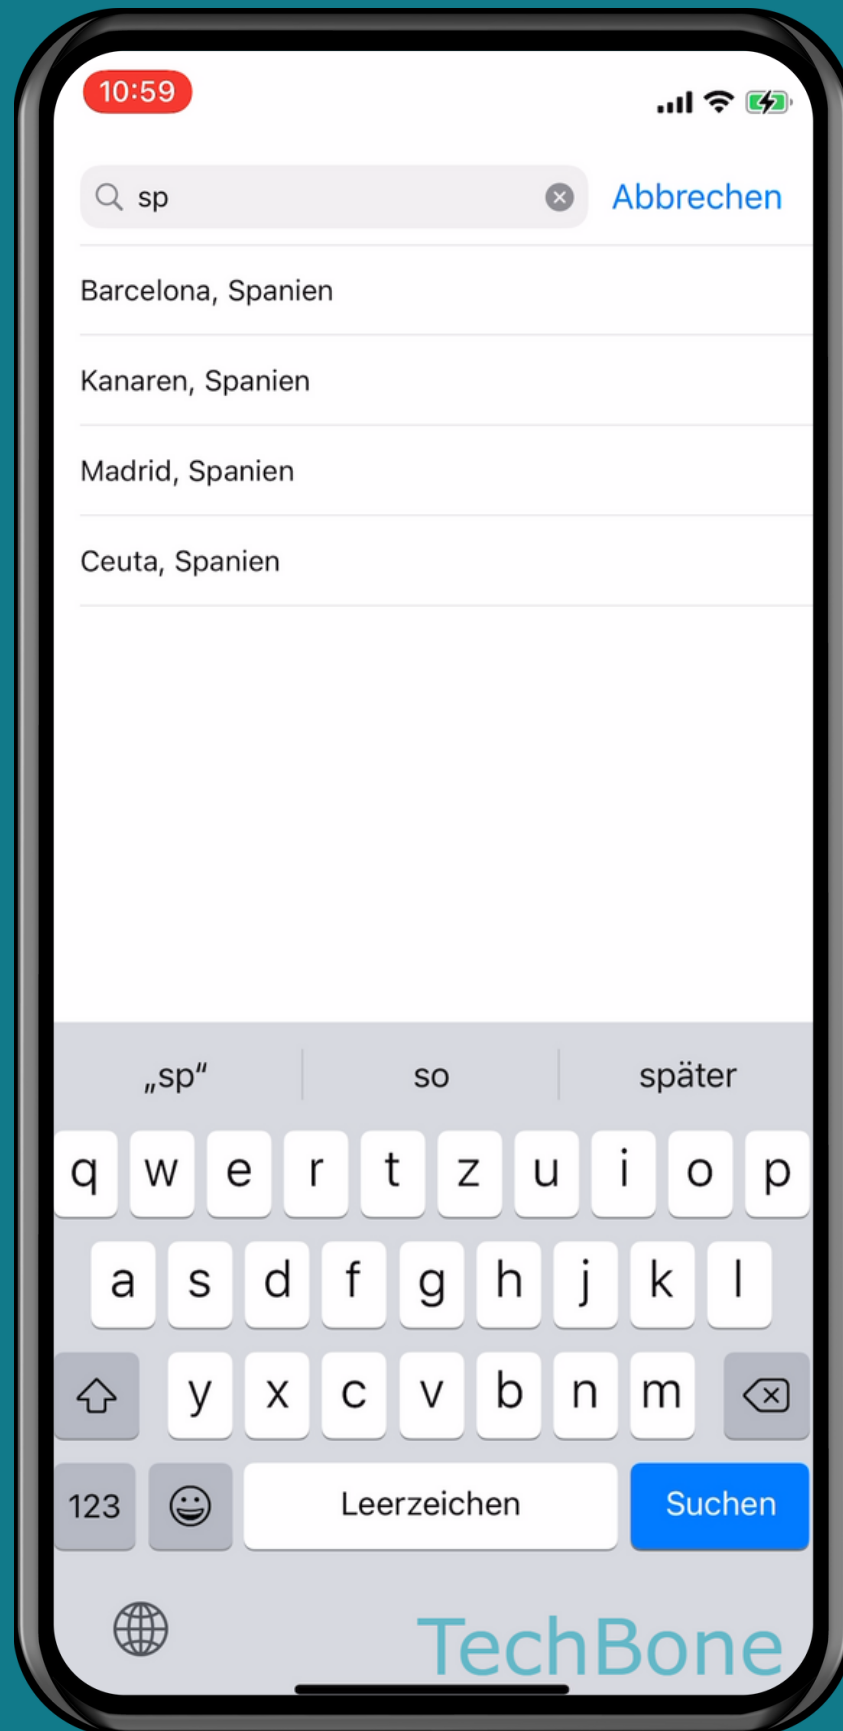 10:59
sp
Abbrechen
Barcelona, Spanien
Kanaren, Spanien
Madrid, Spanien
Ceuta, Spanien
„sp“ so später
q w e r t z u i o p
a s d f g h j k l
y x c v b n m
123 Leerzeichen Suchen
TechBone